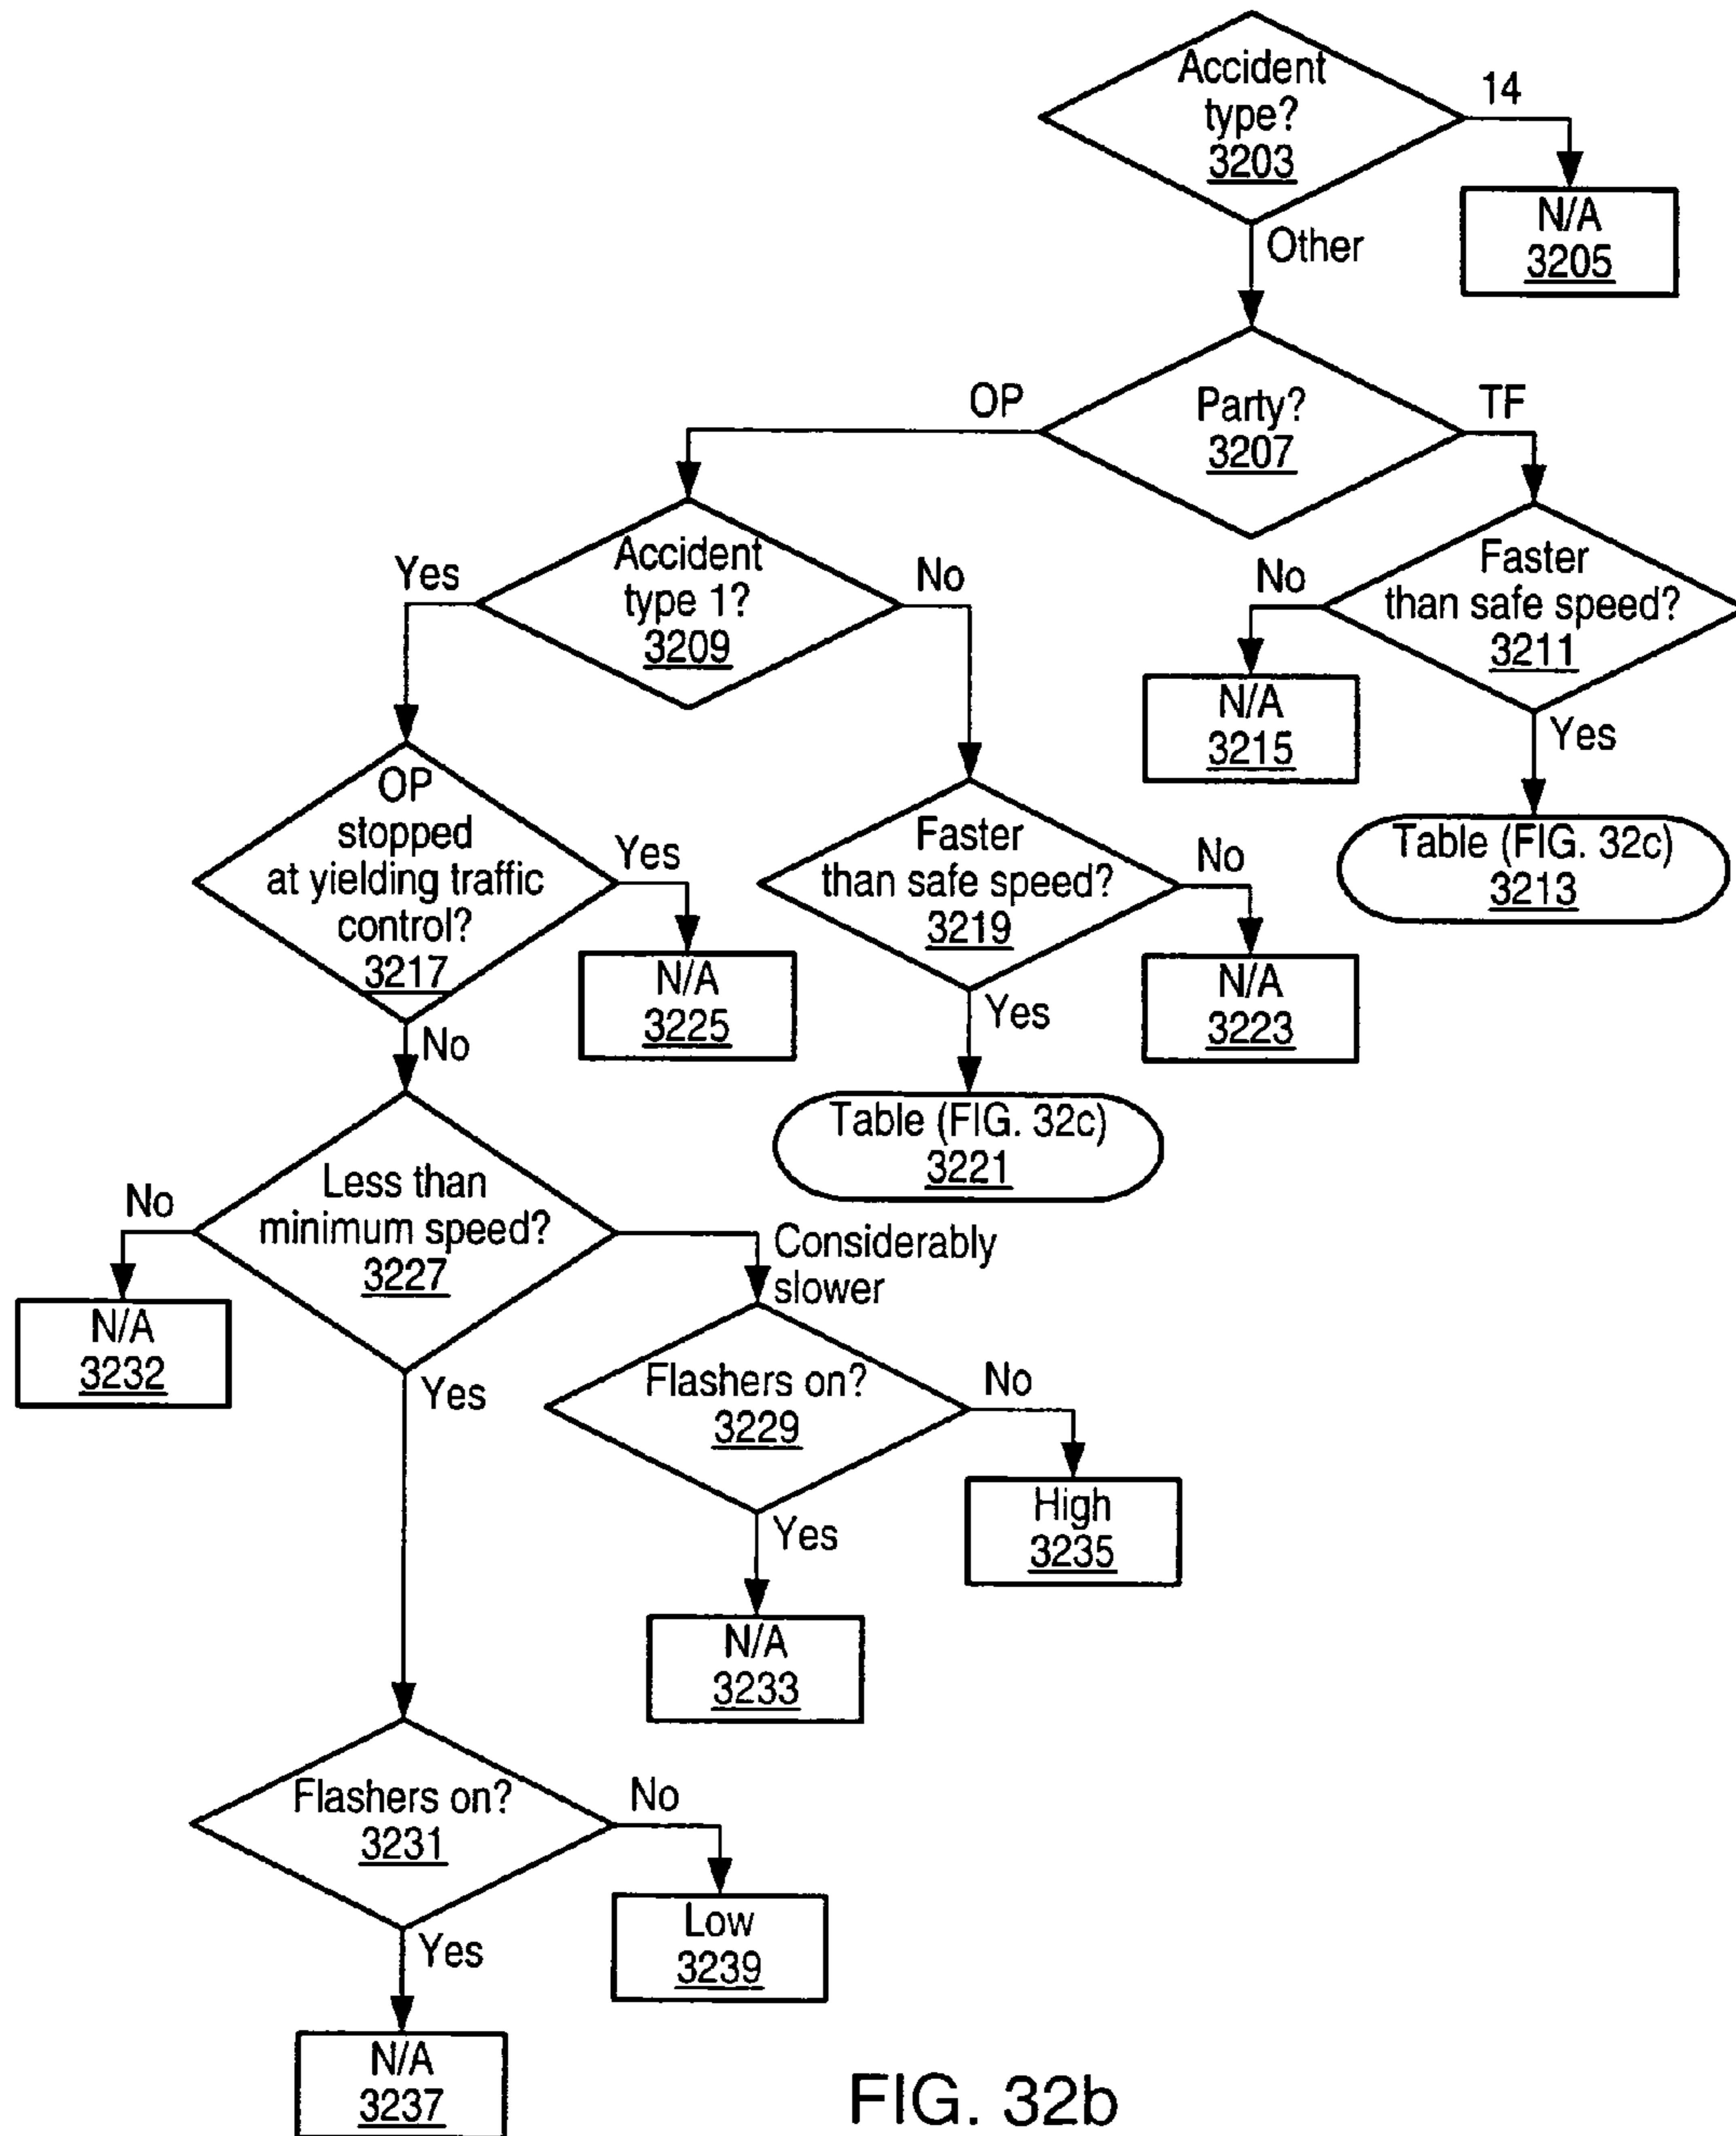 Accident
type?
3203
14
N/A
3205
Other
OP
Party?
3207
TF
Yes
Accident
type 1?
3209
No
No
Faster
than safe speed?
3211
N/A
3215
Yes
Table (FIG. 32c)
3213
OP
stopped
at yielding traffic
control?
3217
Yes
N/A
3225
No
Faster
than safe speed?
3219
No
N/A
3223
Yes
Table (FIG. 32c)
3221
No
Less than
minimum speed?
3227
Considerably
slower
N/A
3232
Yes
Flashers on?
3229
No
High
3235
Yes
N/A
3233
Flashers on?
3231
No
Low
3239
Yes
N/A
3237
FIG. 32b